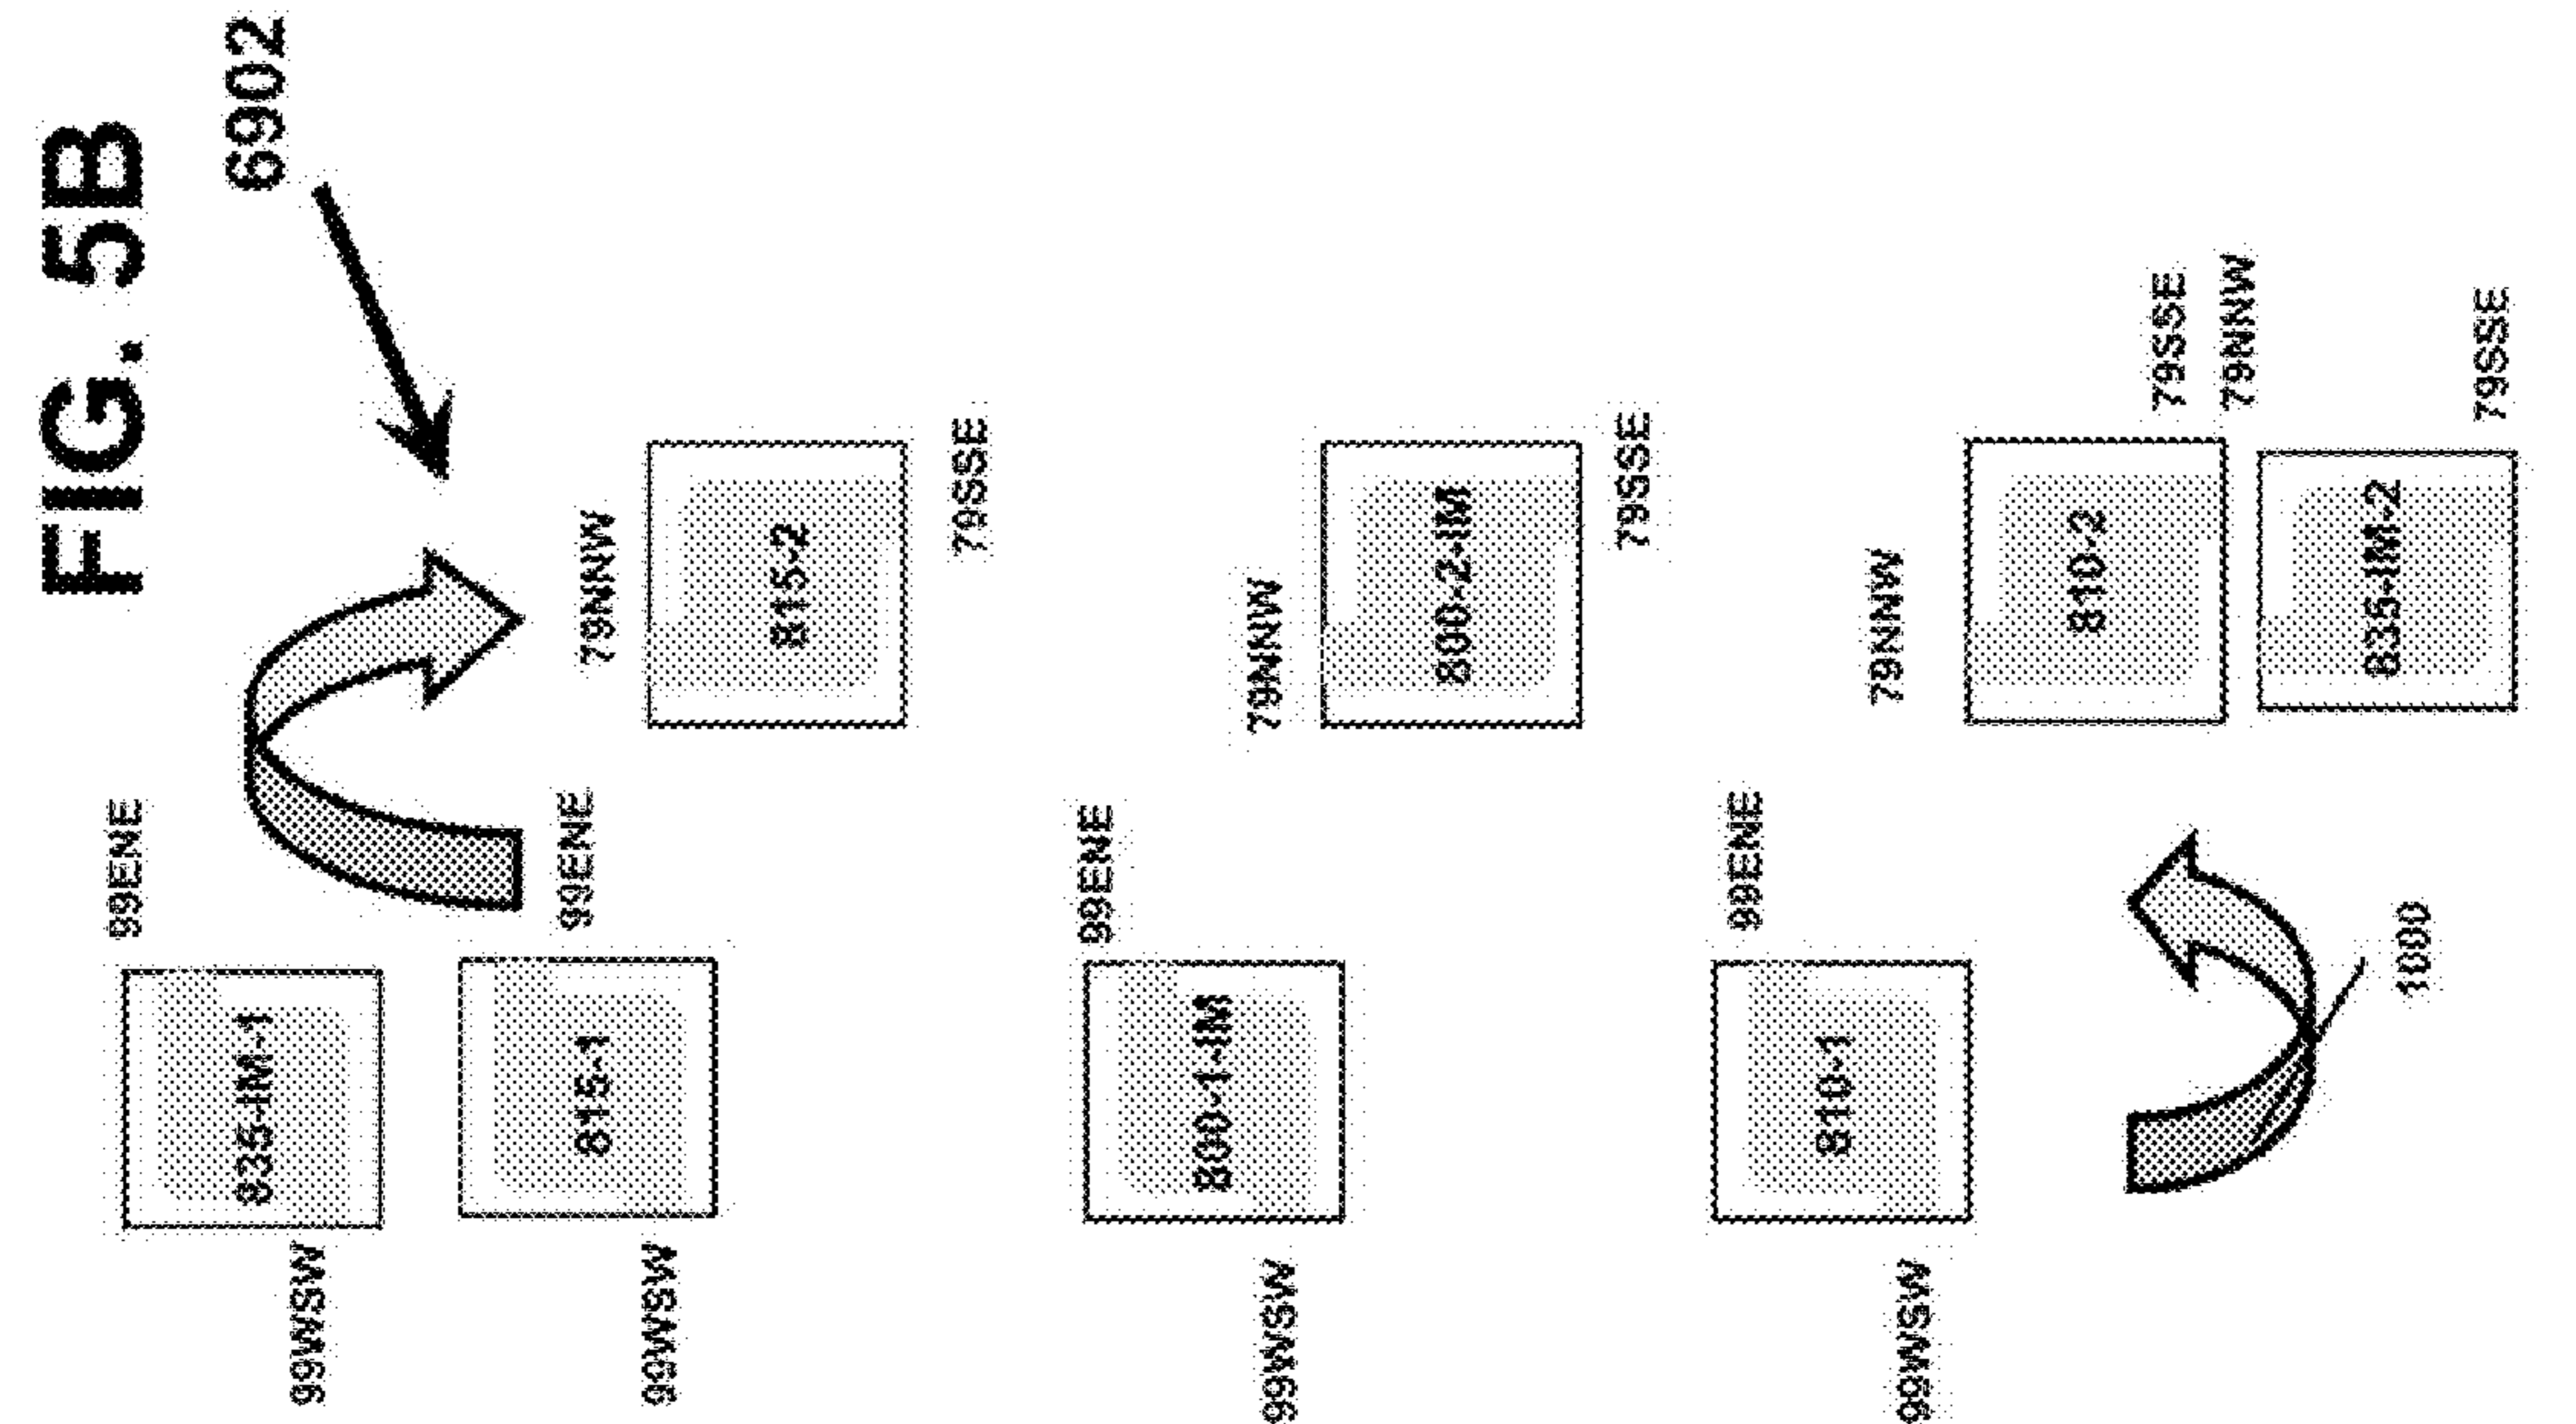 FIG. 5B
99ENE
6902
835-IM-1
99WSW
99ENE
79NNW
815-1
99WSW
815-2
79SSE
99ENE
800-1-IM
79NNW
99WSW
800-2-IM
79SSE
99ENE
810-1
79NNW
99WSW
810-2
79SSE
79NNW
835-IM-2
1000
79SSE